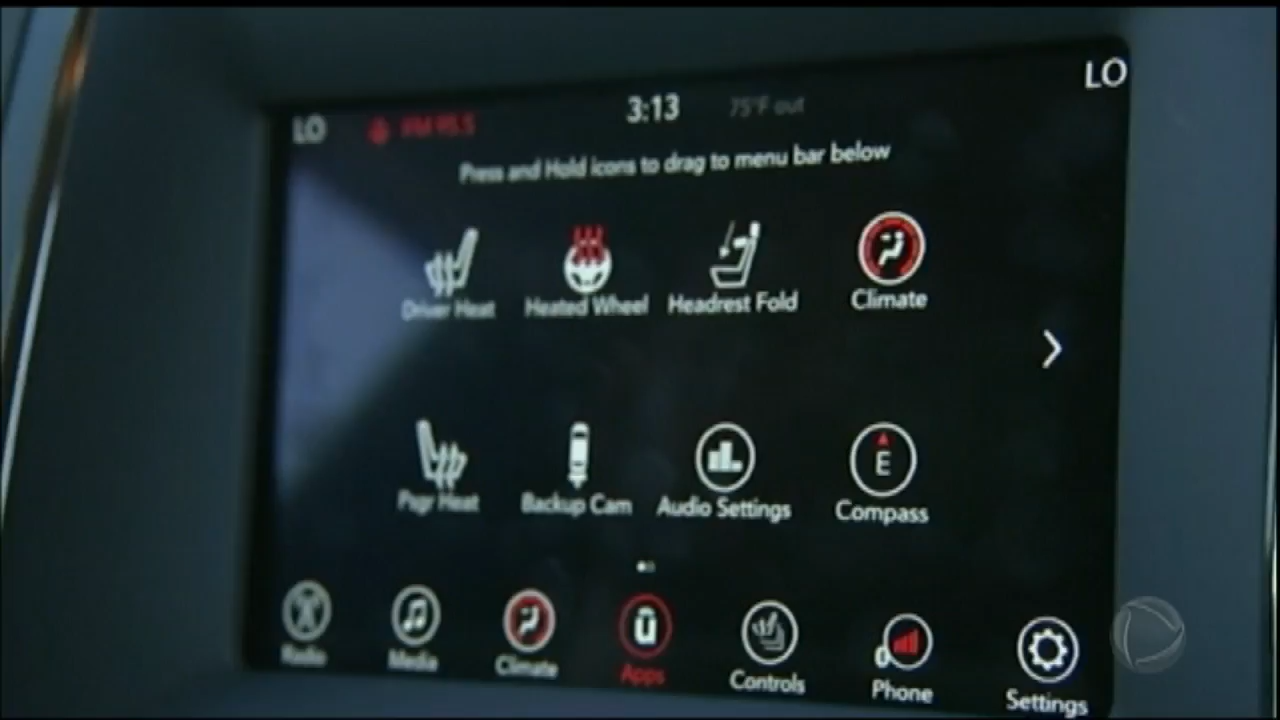 LO
3:13
75°F out
LO
Press and Hold icons to drag to menu bar below
Driver Heat
Heated Wheel
Headrest Fold
Climate
E
Psgr Heat
Backup Cam
Audio Settings
Compass
Radio
Media
Climate
Apps
Controls
0
Phone
Settings